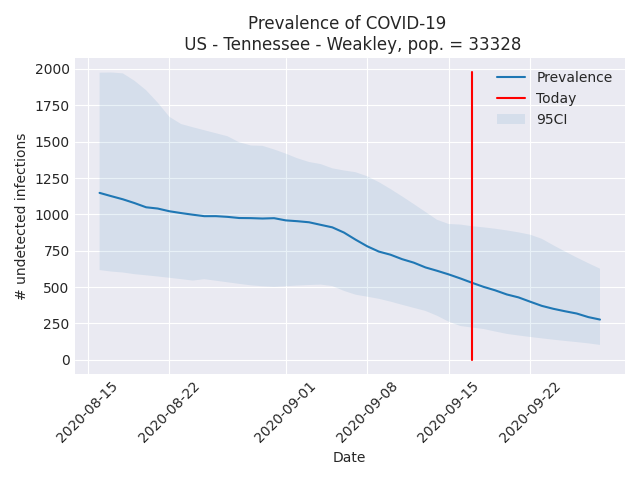 Prevalence of COVID-19
US - Tennessee - Weakley, pop. = 33328
2000
1750
1500
1250
1000
750
500
250
0
# undetected infections
Prevalence
Today
95CI
2020-08-15
2020-08-22
2020-09-01
2020-09-08
2020-09-15
2020-09-22
Date